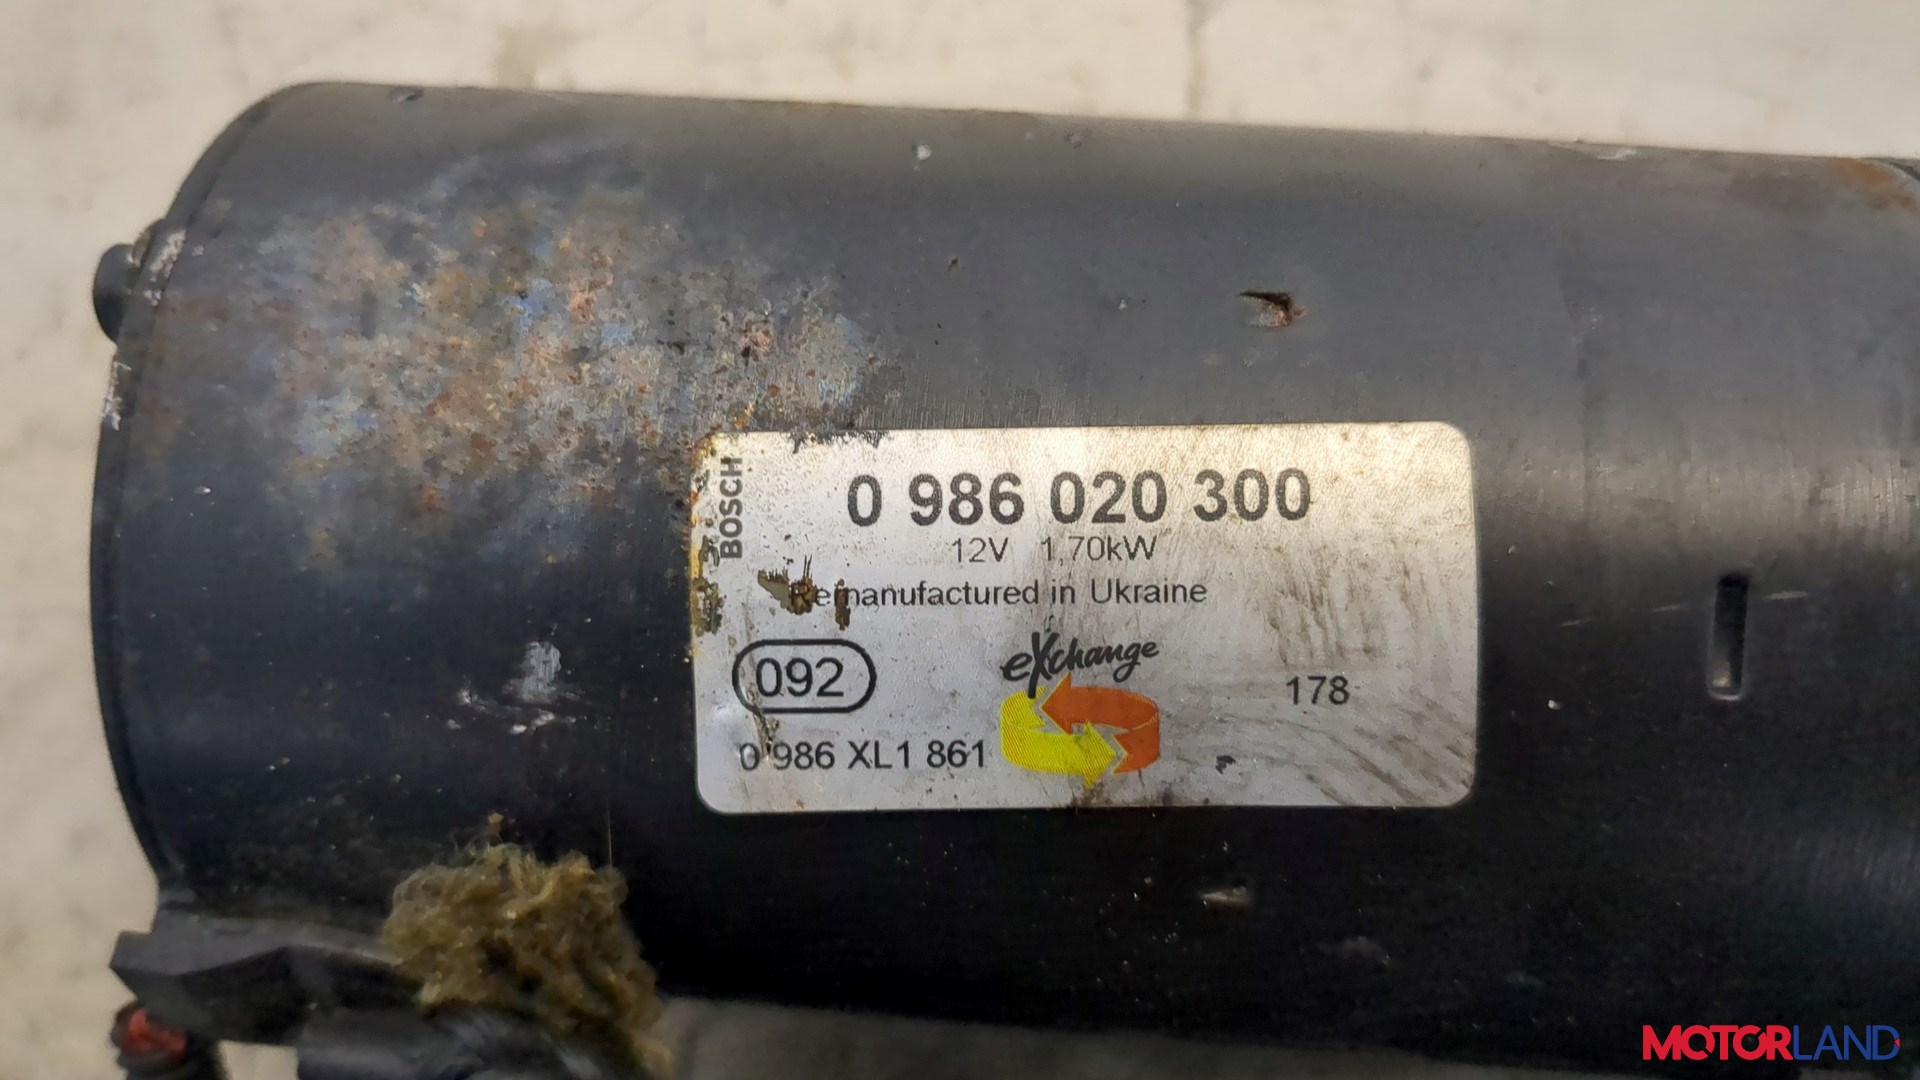 BOSCH
0 986 020 300
12V 1,70kW
Remanufactured in Ukraine
092
eXchange
178
0 986 XL1 861
MOTORLAND